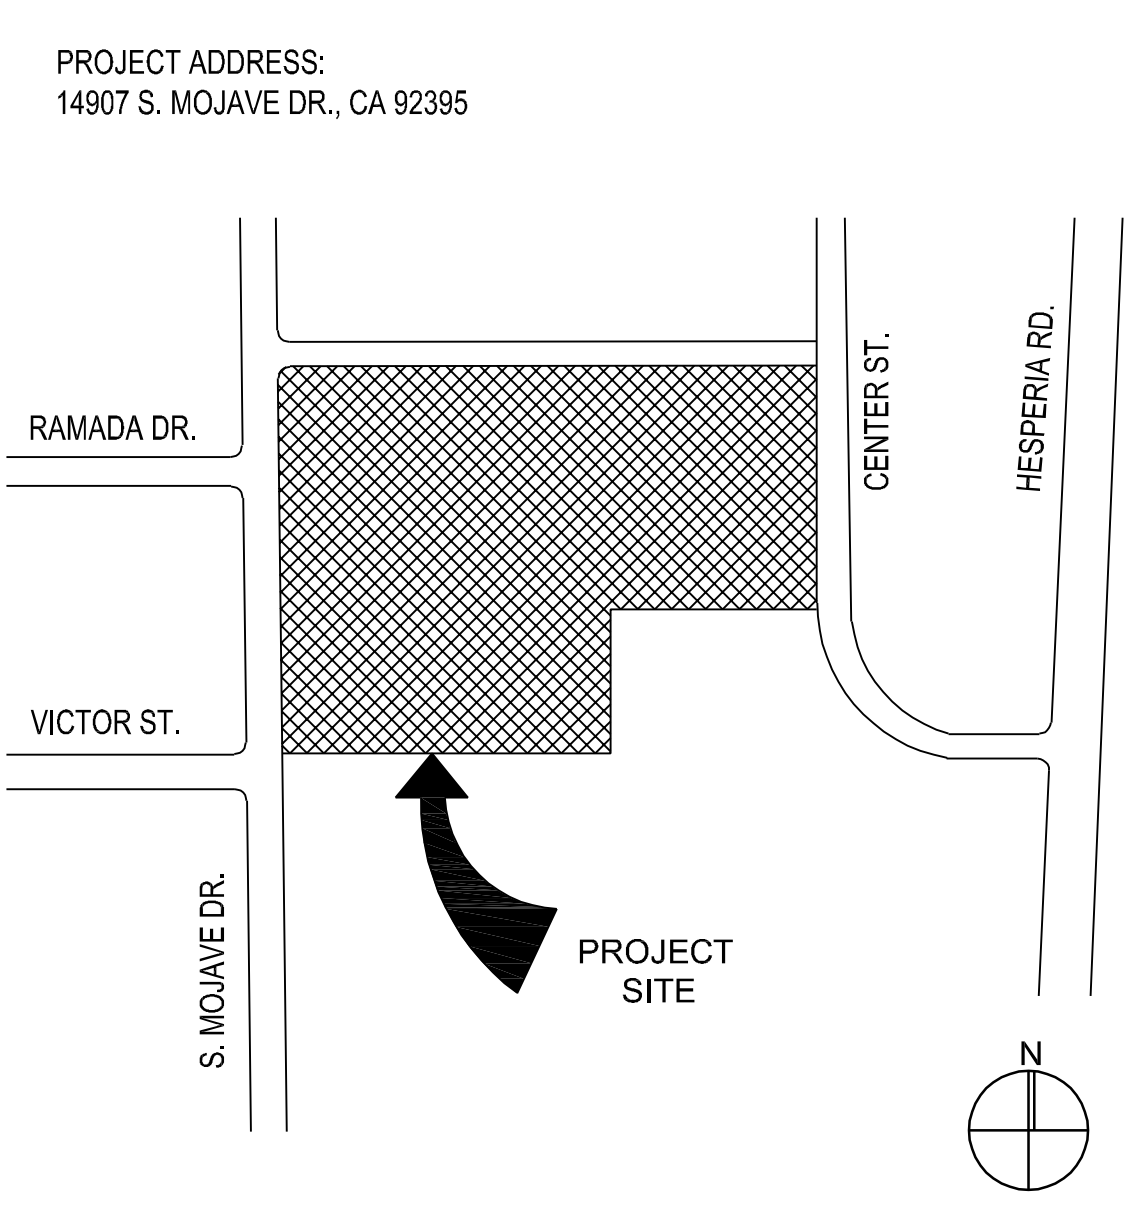 PROJECT ADDRESS:
14907 S. MOJAVE DR., CA 92395
RAMADA DR.
CENTER ST.
HESPERIA RD.
VICTOR ST.
S. MOJAVE DR.
PROJECT
SITE
N